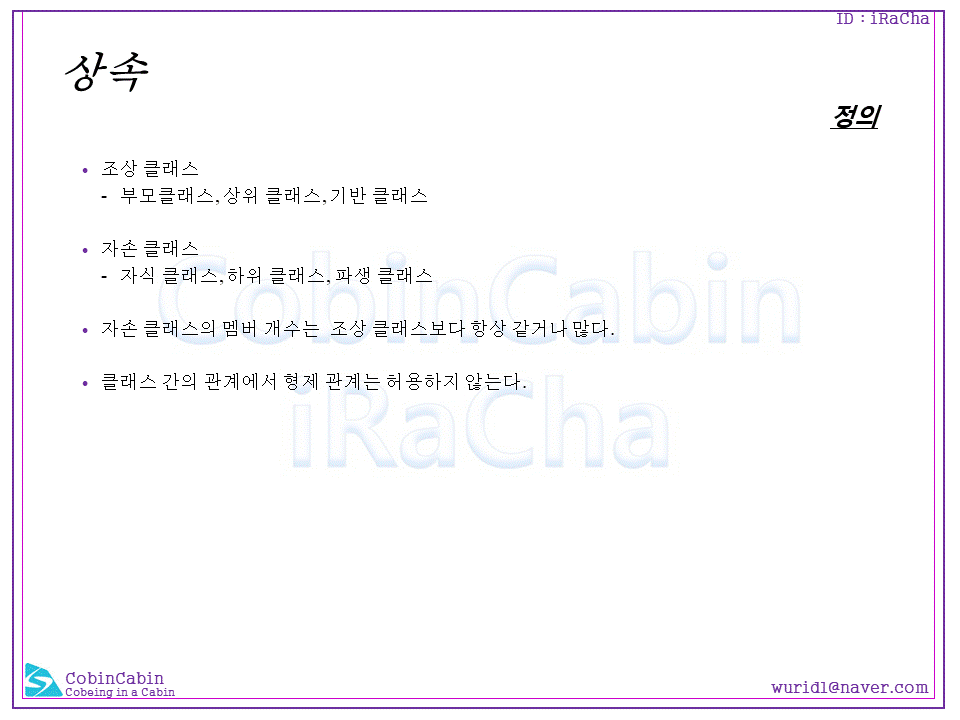 ID : iRaCha
상속
정의
• 조상 클래스
- 부모클래스, 상위 클래스, 기반 클래스
• 자손 클래스
- 자식 클래스, 하위 클래스, 파생 클래스
• 자손 클래스의 멤버 개수는 조상 클래스보다 항상 같거나 많다.
• 클래스 간의 관계에서 형제 관계는 허용하지 않는다.
CobinCabin
iRaCha
CobinCabin
Cobeing in a Cabin
wurid1@naver.com